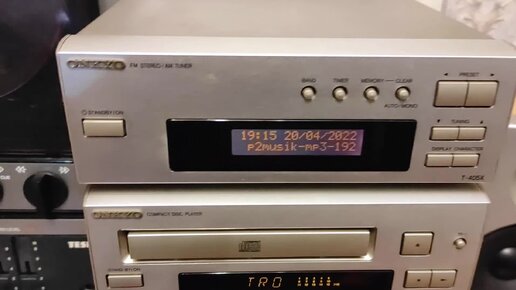 ONKYO FM STEREO / AM TUNER
BAND TIMER MEMORY CLEAR PRESET
AUTO/MONO
STANDBY/ON
19:15 20/04/2022
p2musik-mp3-192
TUNING
DISPLAY CHARACTER
T-405X
ONKYO COMPACT DISC PLAYER
STANDBY/ON
TRO